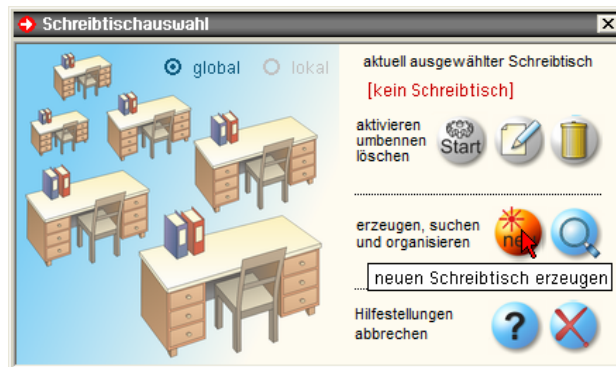 Schreibtischauswahl
global
lokal
aktuell ausgewählter Schreibtisch
[kein Schreibtisch]
aktivieren
umbennen
löschen
Start
erzeugen, suchen
und organisieren
neuen Schreibtisch erzeugen
Hilfestellungen
abbrechen
?